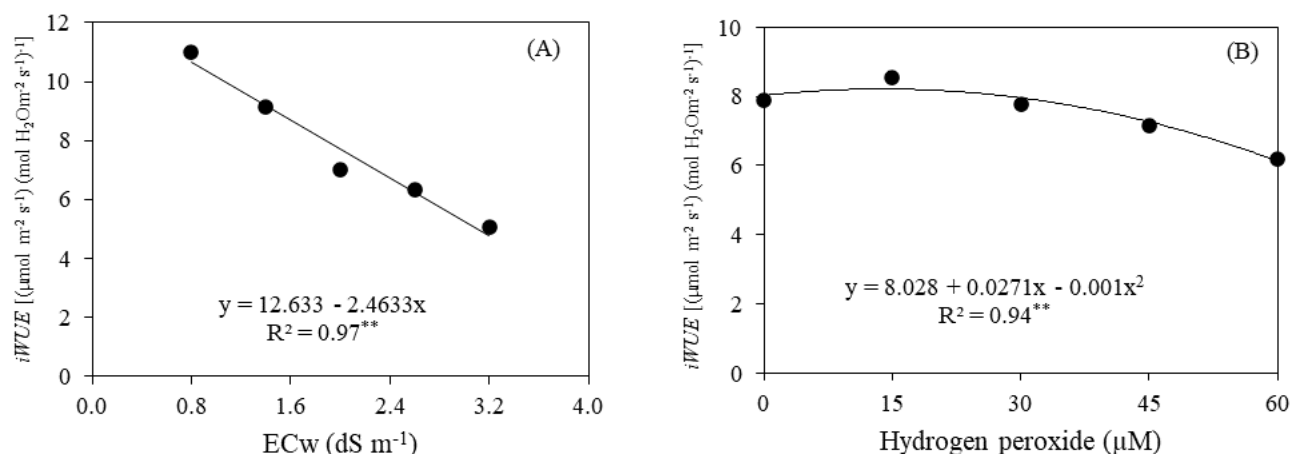 (A)
iWUE [(µmol m⁻² s⁻¹) (mol H₂Om⁻² s⁻¹)⁻¹]
12
10
8
6
4
2
0
y = 12.633 - 2.4633x
R² = 0.97**
0.0 0.8 1.6 2.4 3.2 4.0
ECw (dS m⁻¹)
(B)
iWUE [(µmol m⁻² s⁻¹) (mol H₂Om⁻² s⁻¹)⁻¹]
10
8
6
4
2
0
y = 8.028 + 0.0271x - 0.001x²
R² = 0.94**
0 15 30 45 60
Hydrogen peroxide (µM)